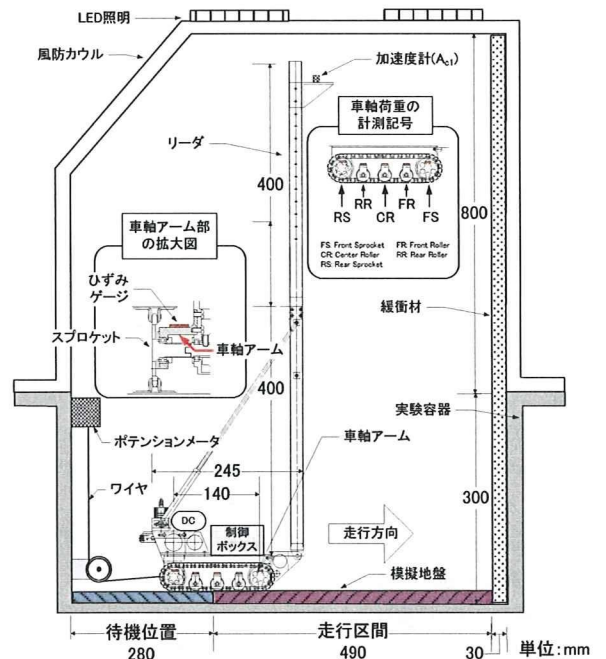 LED照明
風防カウル
加速度計(Ac1)
車軸荷重の
計測記号
リーダ
400
RR
FR
RS
CR
FS
800
FS: Front Sprocket FR: Front Roller
CR: Center Roller RR: Rear Roller
RS: Rear Sprocket
車軸アーム部
の拡大図
ひずみ
ゲージ
スプロケット
車軸アーム
緩衝材
400
実験容器
ポテンションメータ
車軸アーム
245
ワイヤ
140
300
DC
制御
ボックス
走行方向
模擬地盤
待機位置
走行区間
280
490
30
単位:mm